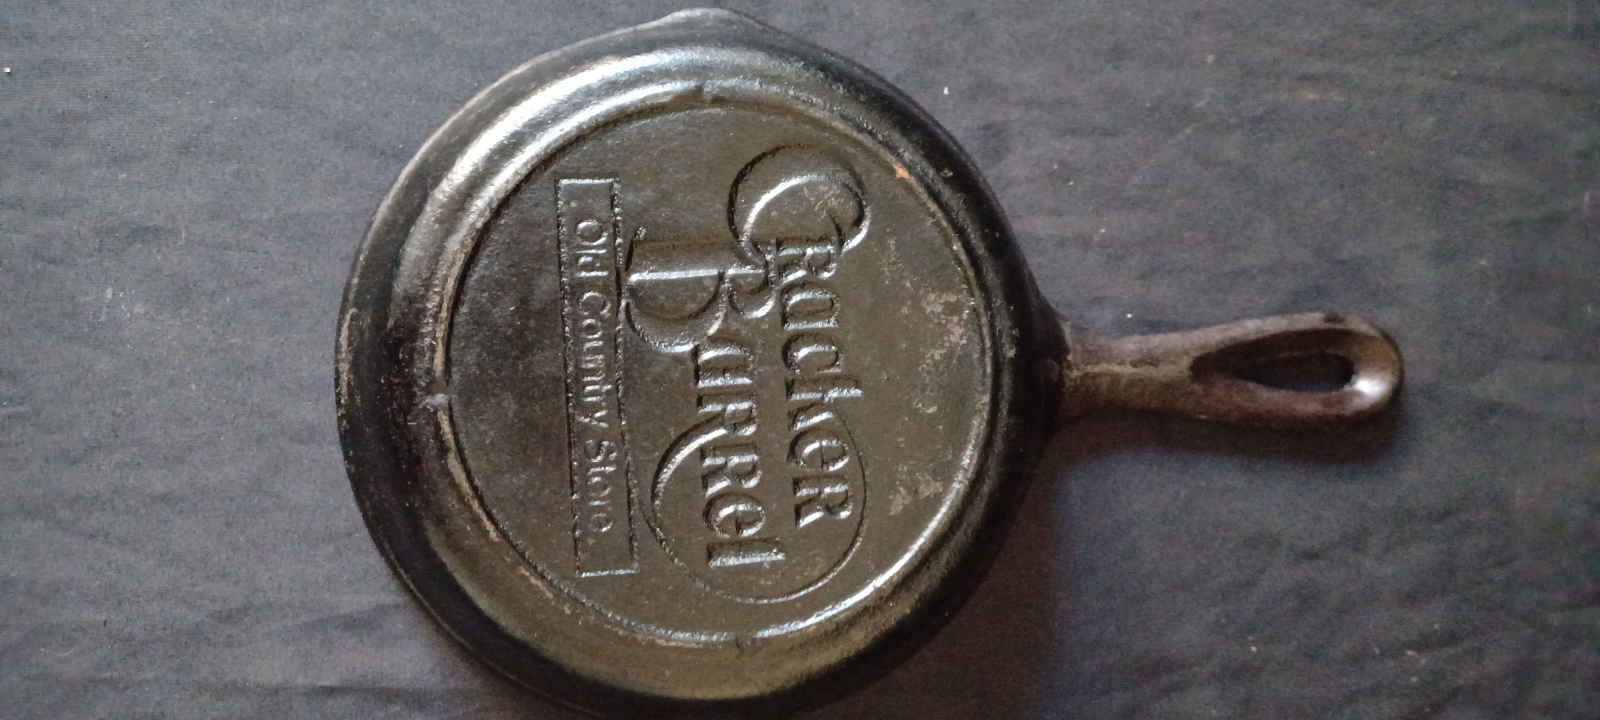 Cracker
Barrel
Old Country Store